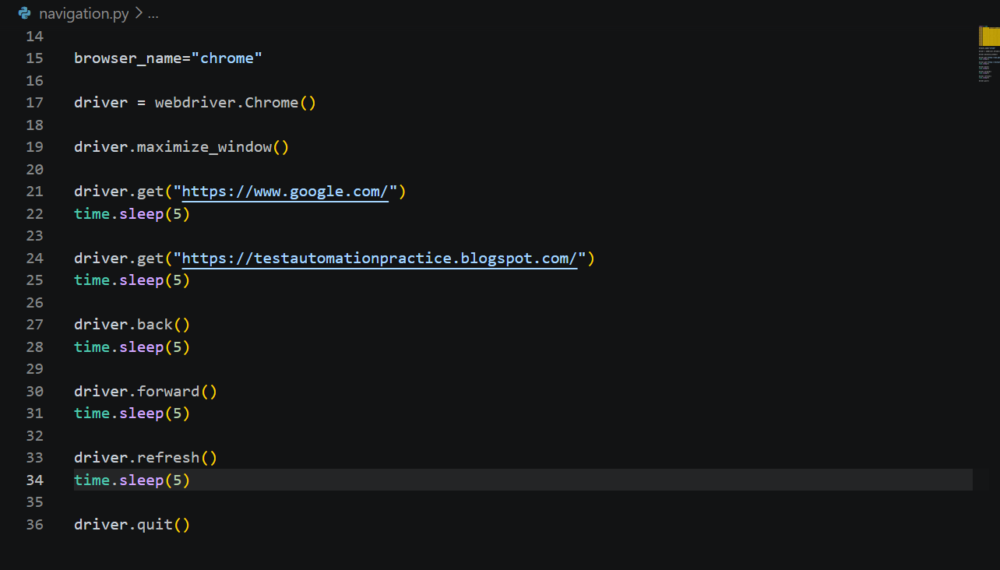 navigation.py > ...
14
15 browser_name="chrome"
16
17 driver = webdriver.Chrome()
18
19 driver.maximize_window()
20
21 driver.get("https://www.google.com/")
22 time.sleep(5)
23
24 driver.get("https://testautomationpractice.blogspot.com/")
25 time.sleep(5)
26
27 driver.back()
28 time.sleep(5)
29
30 driver.forward()
31 time.sleep(5)
32
33 driver.refresh()
34 time.sleep(5)
35
36 driver.quit()